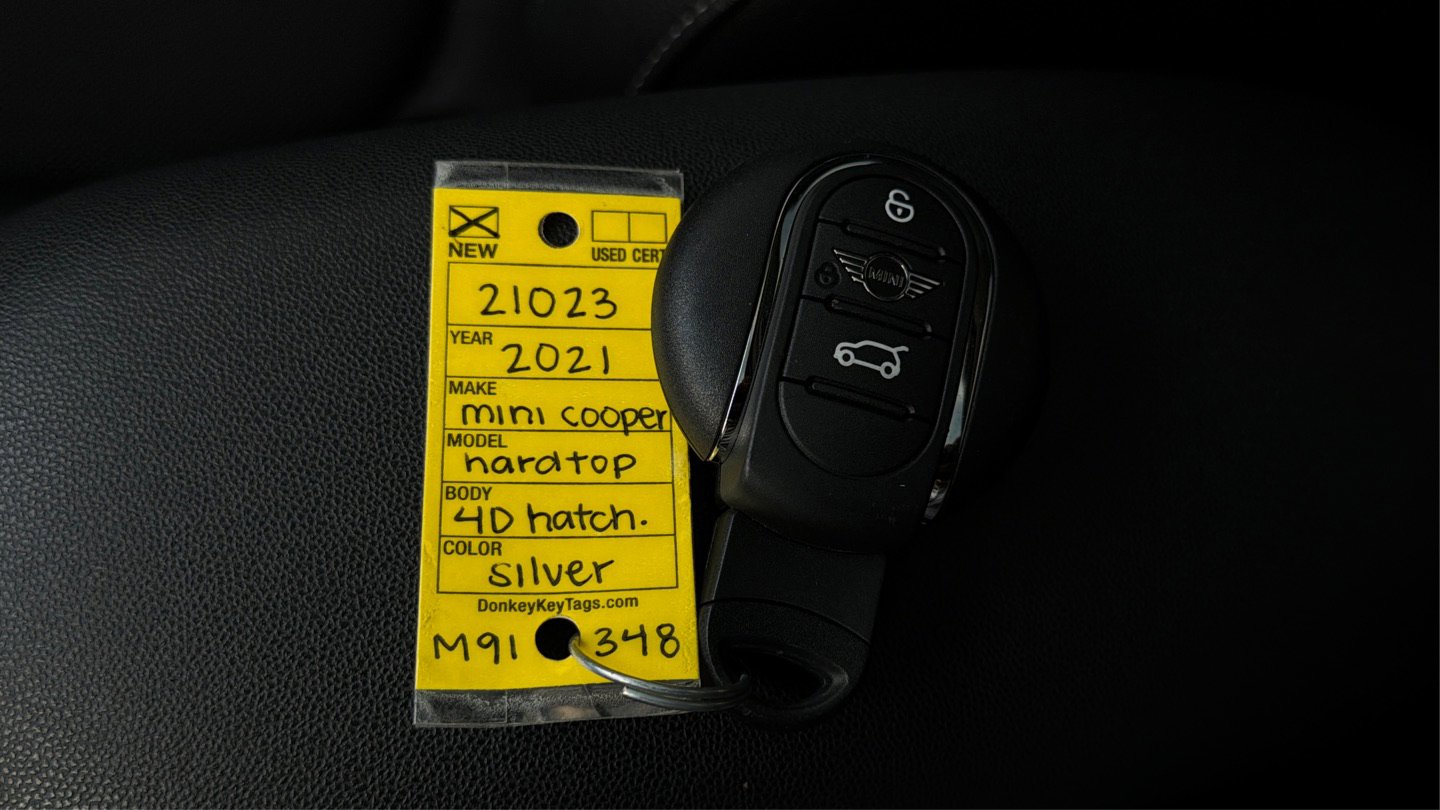 NEW
USED CERT
21023
YEAR 2021
MAKE
mini cooper
MODEL
hardtop
BODY
4D hatch.
COLOR
silver
DonkeyKeyTags.com
M91 348
MINI